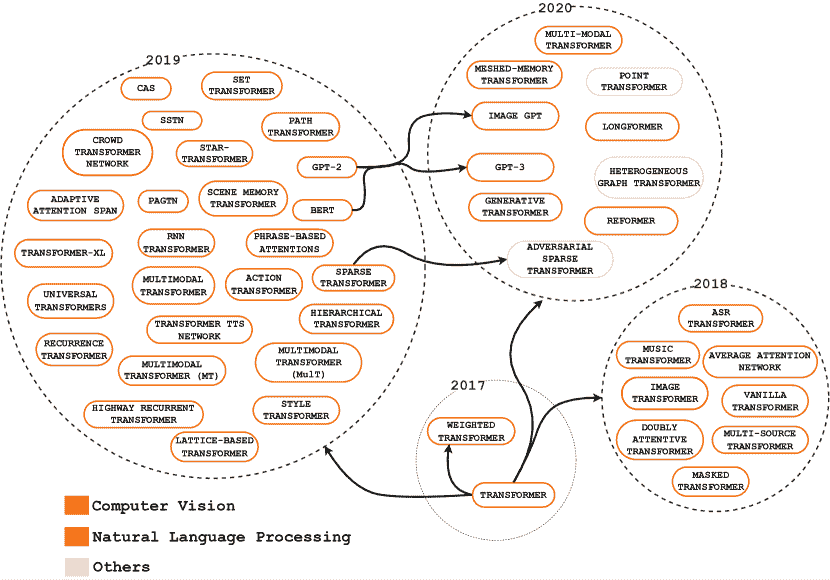 2019
CAS
SET
TRANSFORMER
SSTN
PATH
TRANSFORMER
CROWD
TRANSFORMER
NETWORK
STAR-
TRANSFORMER
GPT-2
ADAPTIVE
ATTENTION SPAN
PAGTN
SCENE MEMORY
TRANSFORMER
BERT
TRANSFORMER-XL
RNN
TRANSFORMER
PHRASE-BASED
ATTENTIONS
UNIVERSAL
TRANSFORMERS
MULTIMODAL
TRANSFORMER
ACTION
TRANSFORMER
SPARSE
TRANSFORMER
HIERARCHICAL
TRANSFORMER
TRANSFORMER TTS
NETWORK
RECURRENCE
TRANSFORMER
MULTIMODAL
TRANSFORMER (MT)
MULTIMODAL
TRANSFORMER
(MulT)
HIGHWAY RECURRENT
TRANSFORMER
STYLE
TRANSFORMER
LATTICE-BASED
TRANSFORMER
2020
MULTI-MODAL
TRANSFORMER
MESHED-MEMORY
TRANSFORMER
POINT
TRANSFORMER
IMAGE GPT
LONGFORMER
GPT-3
HETEROGENEOUS
GRAPH TRANSFORMER
GENERATIVE
TRANSFORMER
REFORMER
ADVERSARIAL
SPARSE
TRANSFORMER
2018
ASR
TRANSFORMER
MUSIC
TRANSFORMER
AVERAGE ATTENTION
NETWORK
IMAGE
TRANSFORMER
VANILLA
TRANSFORMER
DOUBLY
ATTENTIVE
TRANSFORMER
MULTI-SOURCE
TRANSFORMER
MASKED
TRANSFORMER
2017
WEIGHTED
TRANSFORMER
TRANSFORMER
Computer Vision
Natural Language Processing
Others